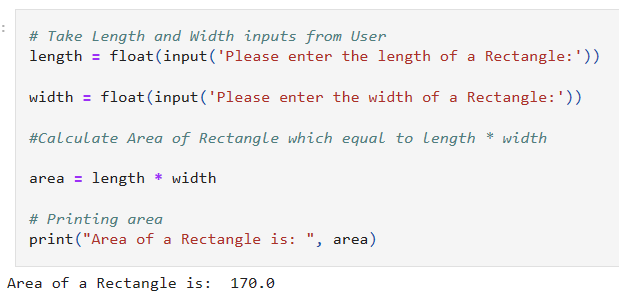 :
# Take Length and Width inputs from User
length = float(input('Please enter the length of a Rectangle:'))
width = float(input('Please enter the width of a Rectangle:'))
#Calculate Area of Rectangle which equal to length * width
area = length * width
# Printing area
print("Area of a Rectangle is: ", area)
Area of a Rectangle is:  170.0